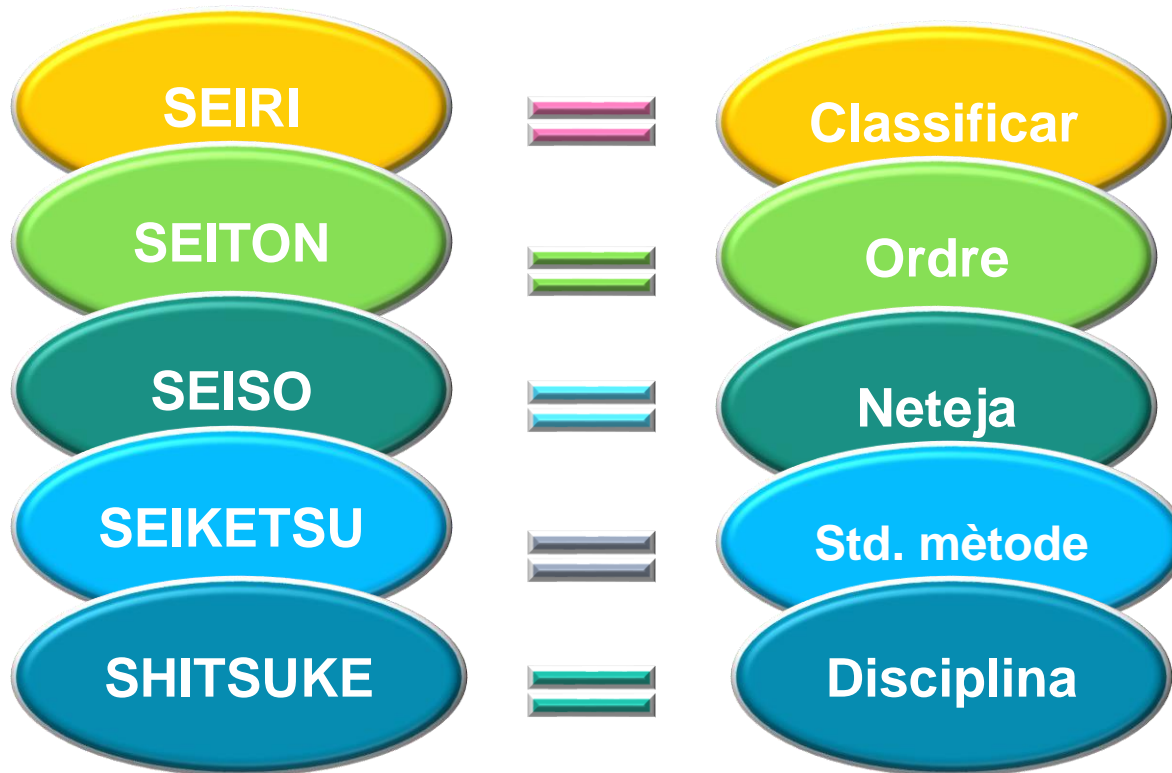 SEIRI
Classificar
SEITON
Ordre
SEISO
Neteja
SEIKETSU
Std. mètode
SHITSUKE
Disciplina